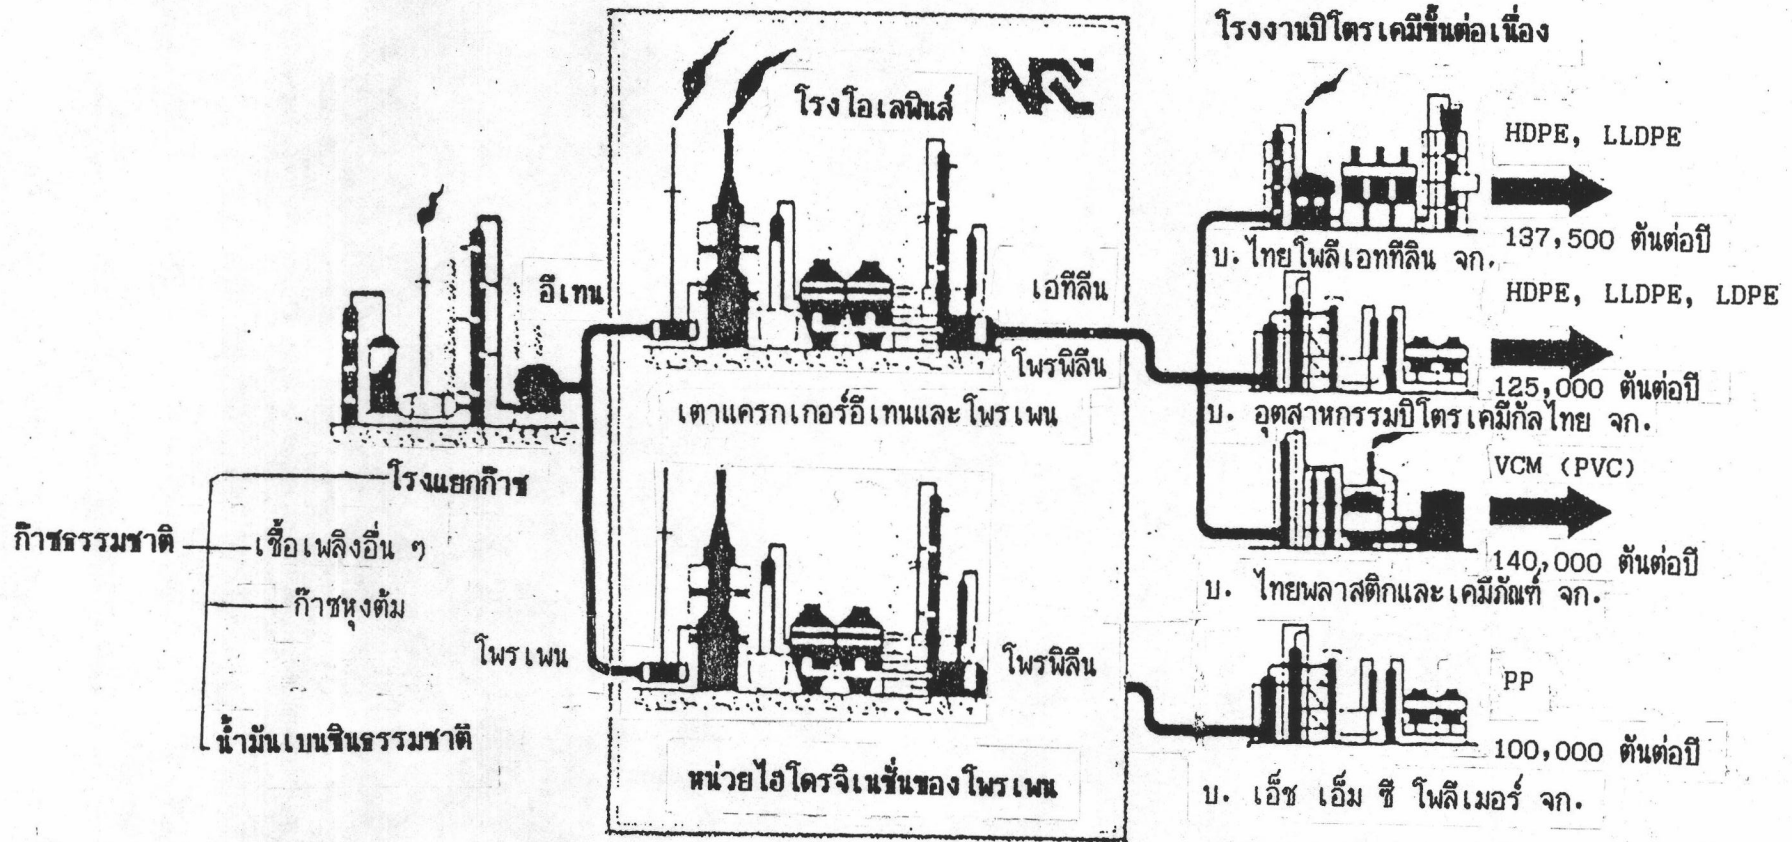 โรงงานปิโตรเคมีขั้นต่อเนื่อง
NPC
โรงโอเลฟินส์
HDPE, LLDPE
137,500 ตันต่อปี
บ. ไทยโพลีเอททีลีน จก.
อีเทน
เอทีลีน
HDPE, LLDPE, LDPE
โพรพิลีน
125,000 ตันต่อปี
เตาแครกเกอร์อีเทนและโพรเพน
บ. อุตสาหกรรมปิโตรเคมีกัลไทย จก.
โรงแยกก๊าซ
VCM (PVC)
ก๊าซธรรมชาติ
เชื้อเพลิงอื่น ๆ
140,000 ตันต่อปี
ก๊าซหุงต้ม
บ. ไทยพลาสติกและเคมีภัณฑ์ จก.
โพรเพน
โพรพิลีน
PP
น้ำมันเบนซินธรรมชาติ
100,000 ตันต่อปี
หน่วยไฮโดรจิเนชั่นของโพรเพน
บ. เอ็ช เอ็ม ซี โพลีเมอร์ จก.